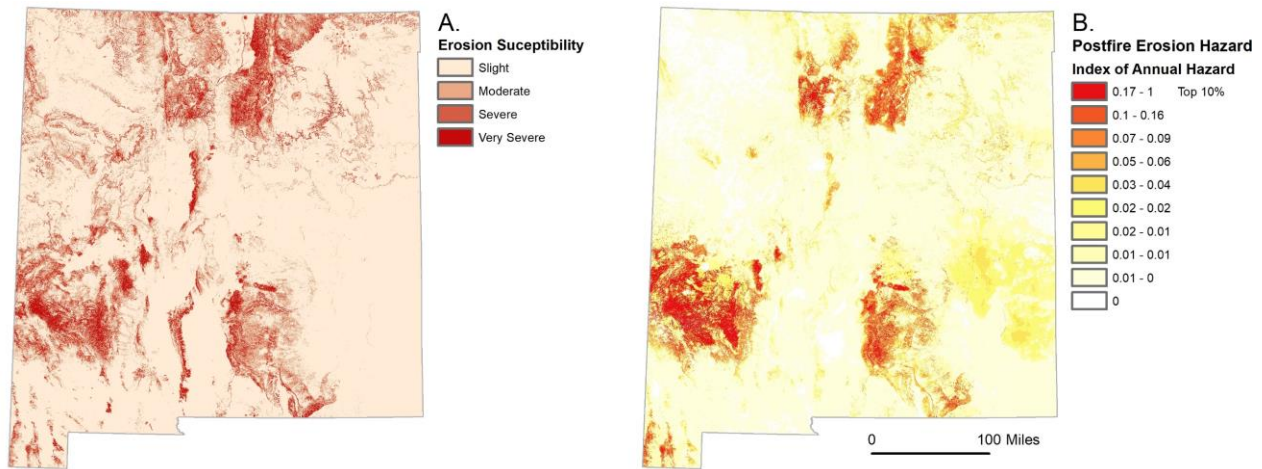 A.
Erosion Suceptibility
Slight
Moderate
Severe
Very Severe
B.
Postfire Erosion Hazard
Index of Annual Hazard
0.17 - 1 Top 10%
0.1 - 0.16
0.07 - 0.09
0.05 - 0.06
0.03 - 0.04
0.02 - 0.02
0.02 - 0.01
0.01 - 0.01
0.01 - 0
0
0 100 Miles